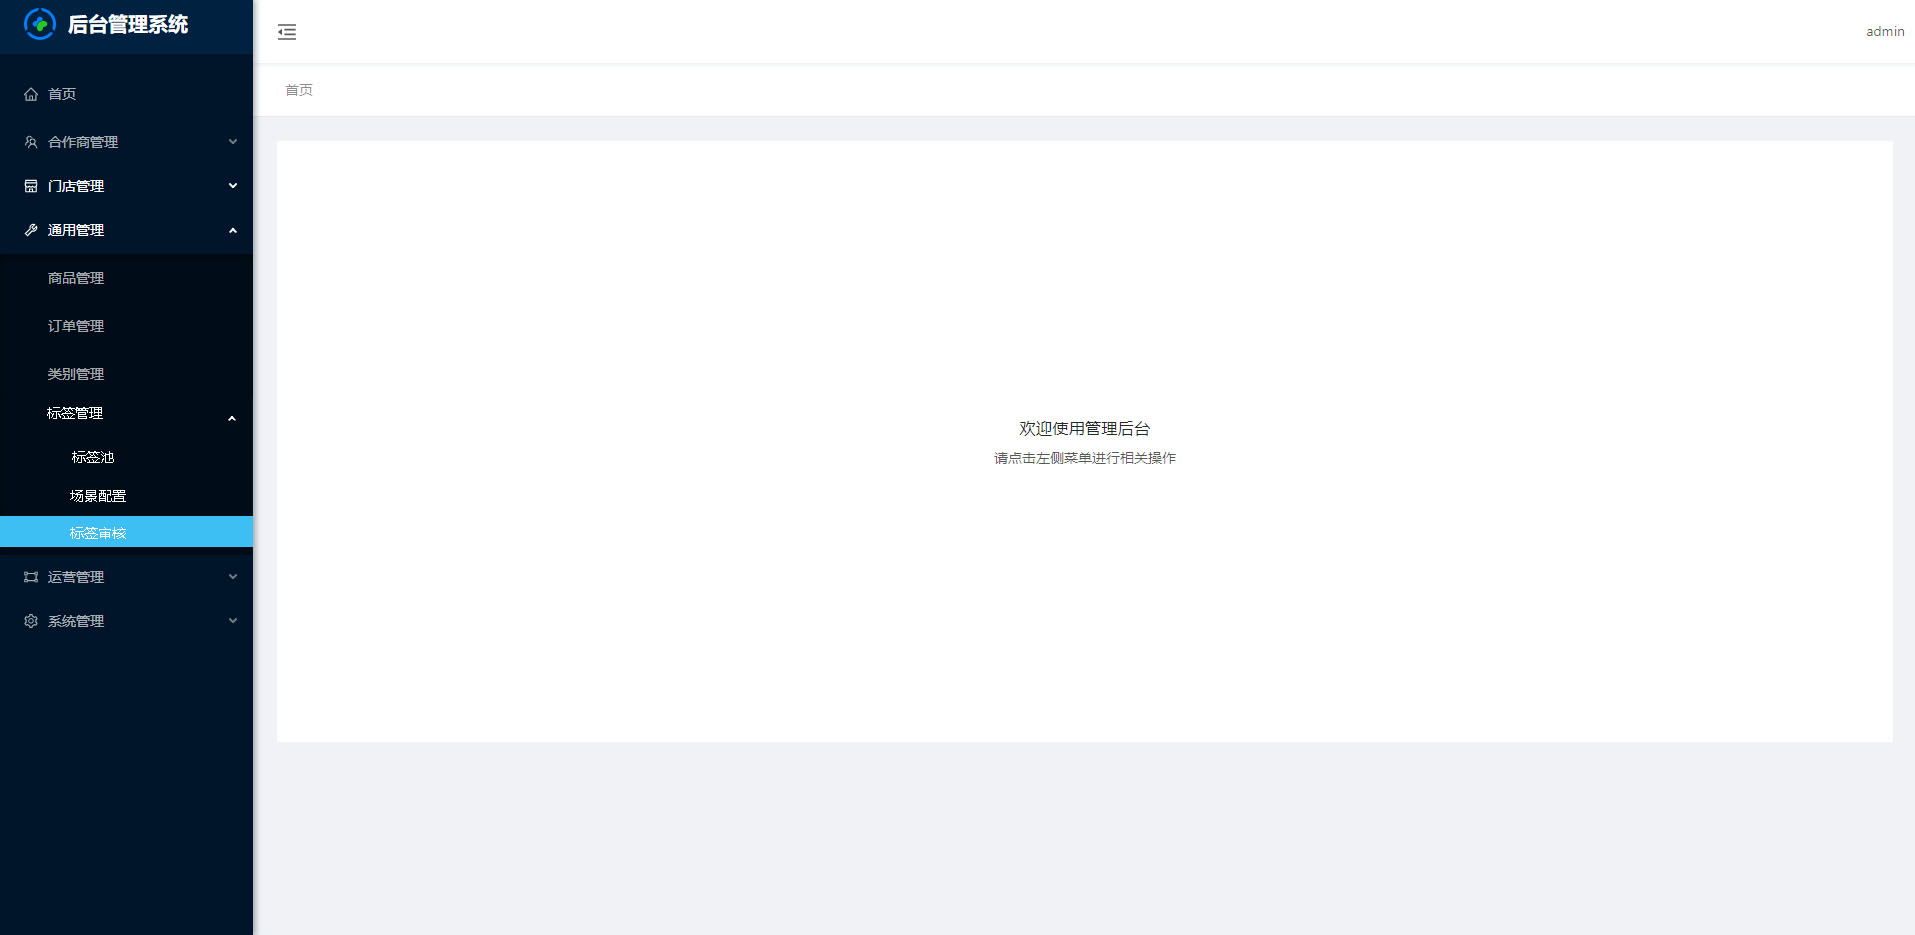 后台管理系统
admin
首页
首页
合作商管理
门店管理
通用管理
商品管理
订单管理
类别管理
标签管理
标签池
场景配置
标签审核
运营管理
系统管理
欢迎使用管理后台
请点击左侧菜单进行相关操作